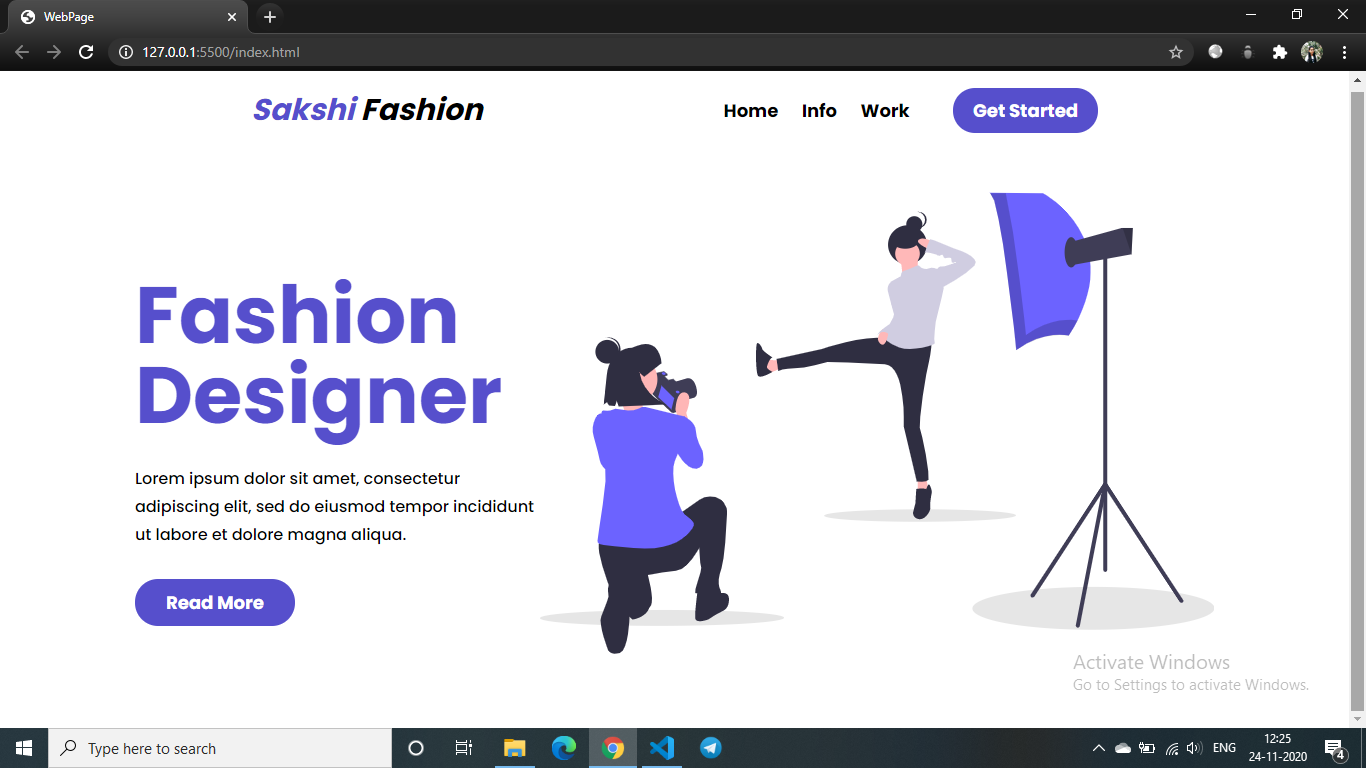 WebPage
127.0.0.1:5500/index.html
Sakshi Fashion
Home Info Work Get Started
Fashion
Designer
Lorem ipsum dolor sit amet, consectetur
adipiscing elit, sed do eiusmod tempor incididunt
ut labore et dolore magna aliqua.
Read More
Activate Windows
Go to Settings to activate Windows.
Type here to search
ENG
12:25
24-11-2020
4